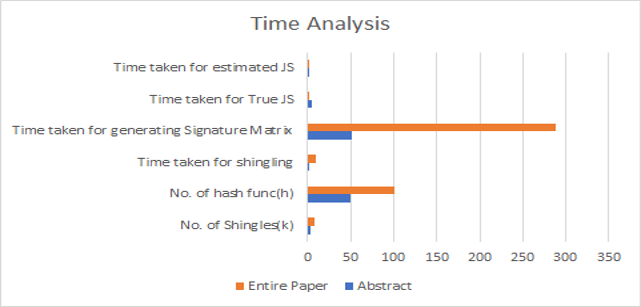 Time Analysis
Time taken for estimated JS
Time taken for True JS
Time taken for generating Signature Matrix
Time taken for shingling
No. of hash func(h)
No. of Shingles(k)
0 50 100 150 200 250 300 350
Entire Paper Abstract